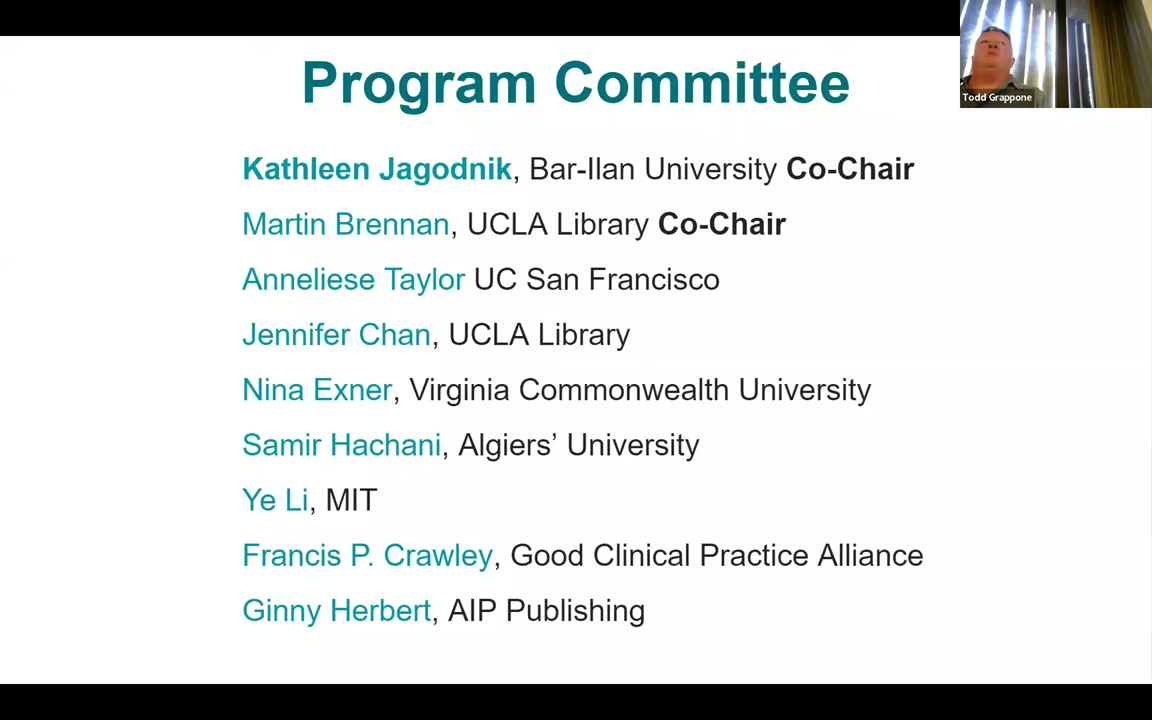 Program Committee
Todd Grappone
Kathleen Jagodnik, Bar-Ilan University Co-Chair
Martin Brennan, UCLA Library Co-Chair
Anneliese Taylor UC San Francisco
Jennifer Chan, UCLA Library
Nina Exner, Virginia Commonwealth University
Samir Hachani, Algiers’ University
Ye Li, MIT
Francis P. Crawley, Good Clinical Practice Alliance
Ginny Herbert, AIP Publishing